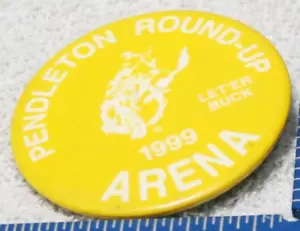 PENDLETON ROUND-UP
LET'ER
BUCK
1999
ARENA